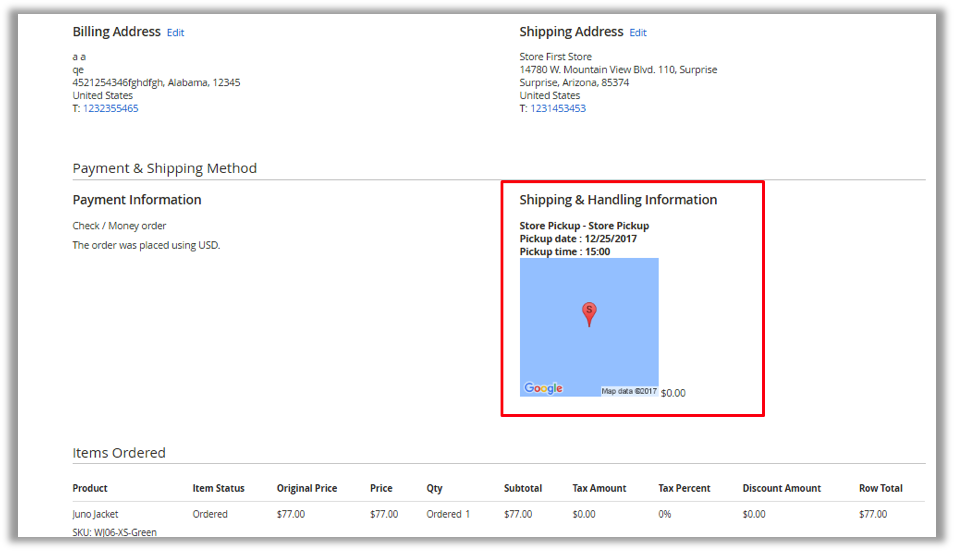 Billing Address Edit
a a
qe
4521254346fghdfgh, Alabama, 12345
United States
T: 1232355465
Shipping Address Edit
Store First Store
14780 W. Mountain View Blvd. 110, Surprise
Surprise, Arizona, 85374
United States
T: 1231453453
Payment & Shipping Method
Payment Information
Check / Money order
The order was placed using USD.
Shipping & Handling Information
Store Pickup - Store Pickup
Pickup date : 12/25/2017
Pickup time : 15:00
S
Google Map data ©2017 $0.00
Items Ordered
Product Item Status Original Price Price Qty Subtotal Tax Amount Tax Percent Discount Amount Row Total
Juno Jacket Ordered $77.00 $77.00 Ordered 1 $77.00 $0.00 0% $0.00 $77.00
SKU: WJ06-XS-Green